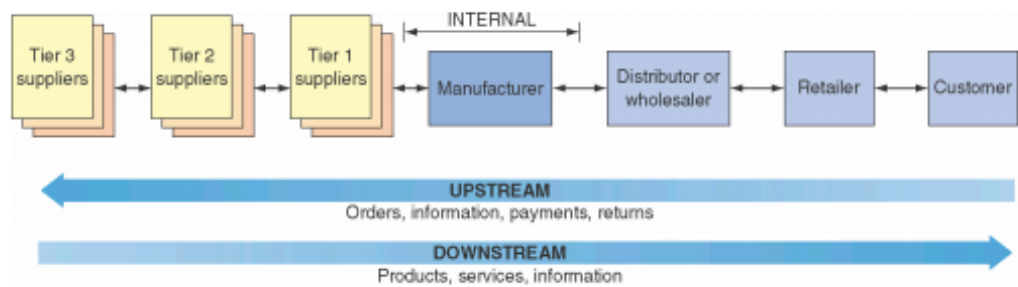 INTERNAL
Tier 3
suppliers
Tier 2
suppliers
Tier 1
suppliers
Manufacturer
Distributor or
wholesaler
Retailer
Customer
UPSTREAM
Orders, information, payments, returns
DOWNSTREAM
Products, services, information